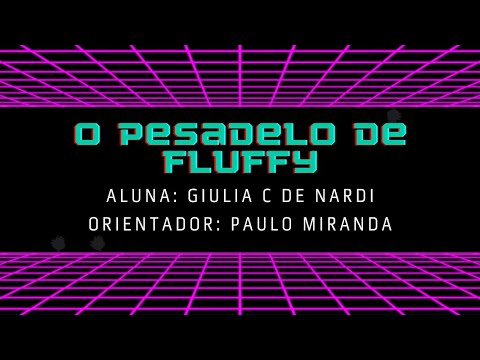 O PESADELO DE
FLUFFY
ALUNA: GIULIA C DE NARDI
ORIENTADOR: PAULO MIRANDA